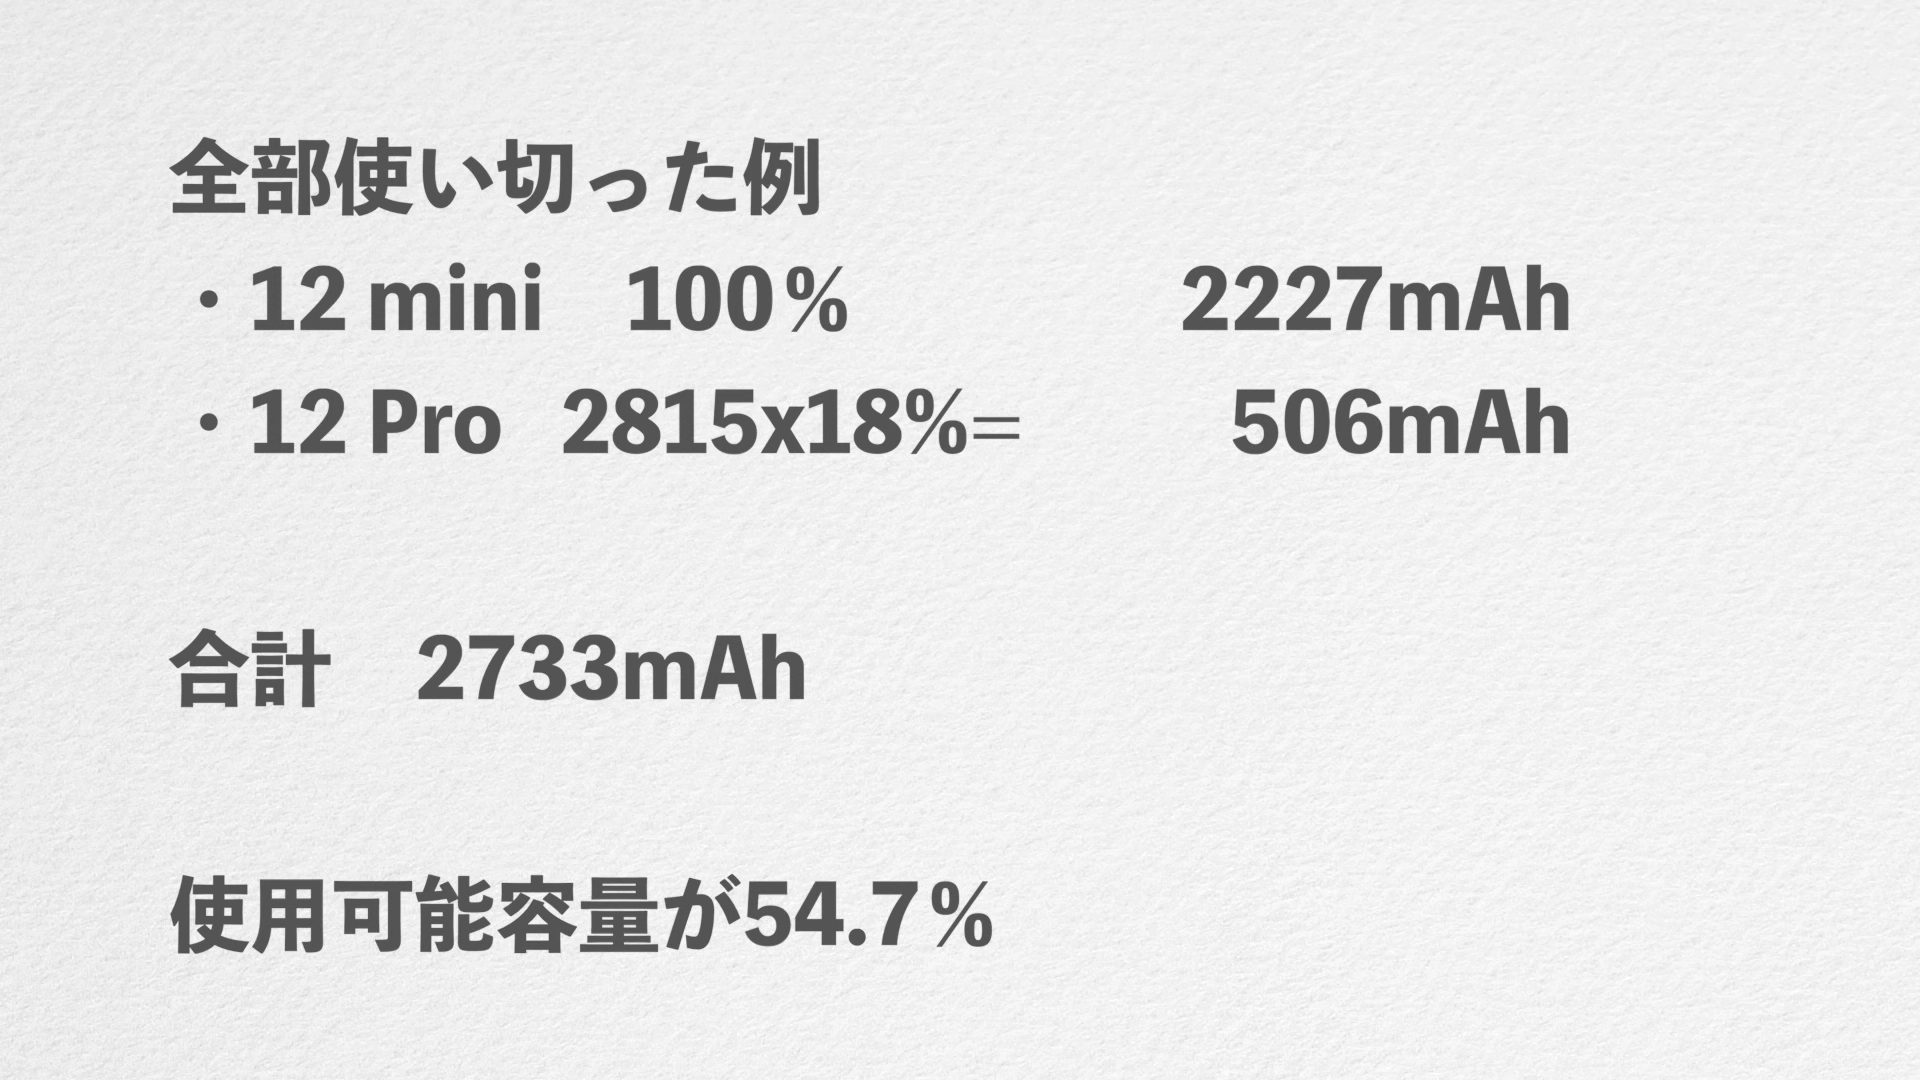 全部使い切った例
・12 mini　100％　2227mAh
・12 Pro　2815x18%＝　506mAh
合計　2733mAh
使用可能容量が54.7％